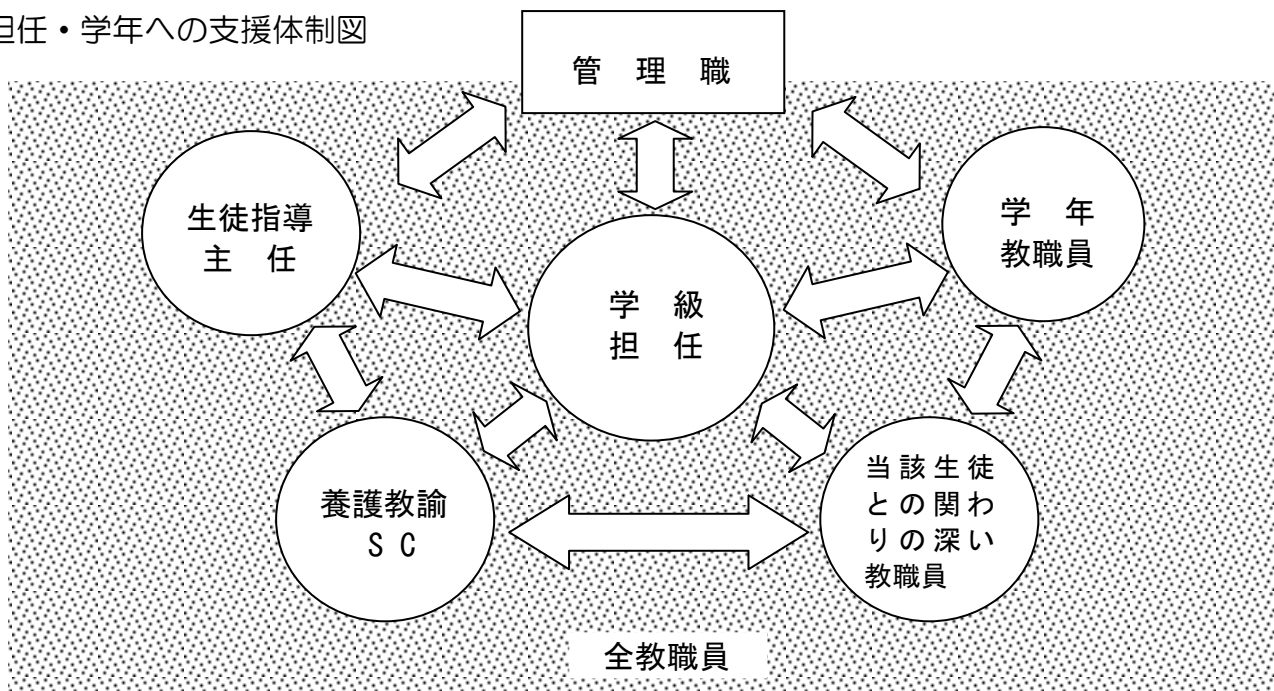 担任・学年への支援体制図
管 理 職
生徒指導
主 任
学 年
教職員
学 級
担 任
養護教諭
S C
当該生徒
との関わ
りの深い
教職員
全教職員